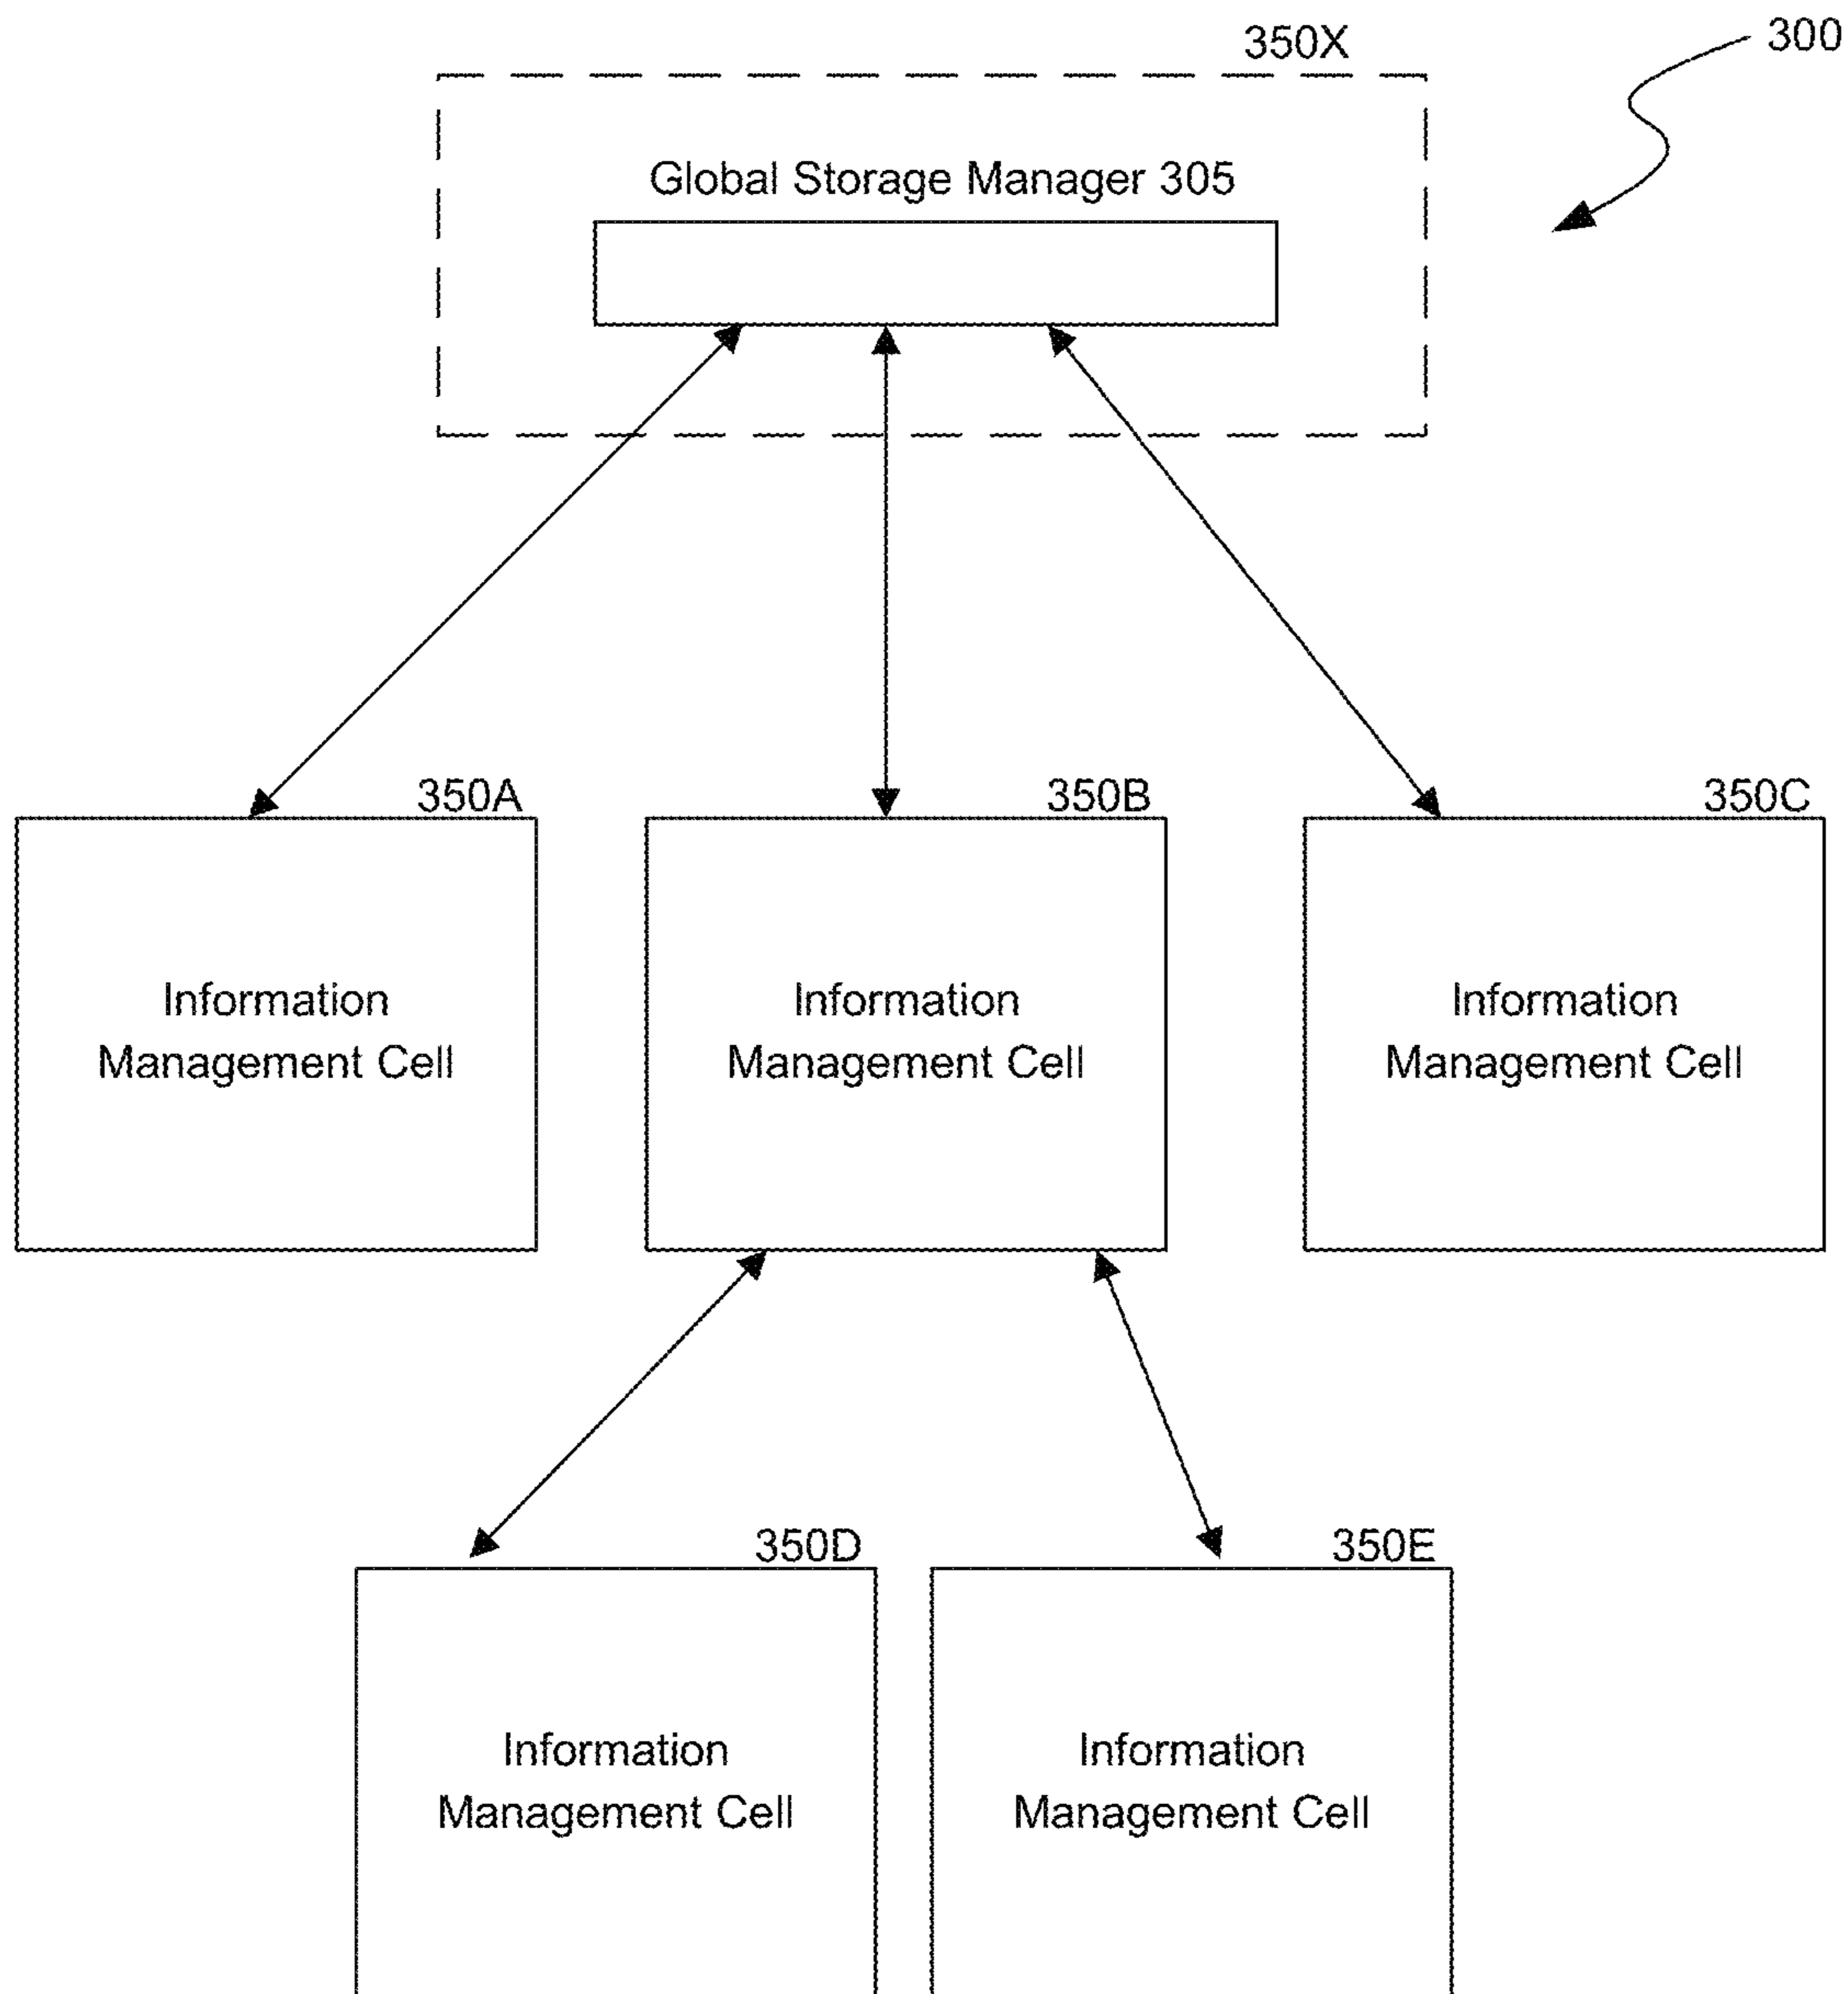 300
350X
Global Storage Manager 305
350A
350B
350C
Information
Management Cell
Information
Management Cell
Information
Management Cell
350D
350E
Information
Management Cell
Information
Management Cell